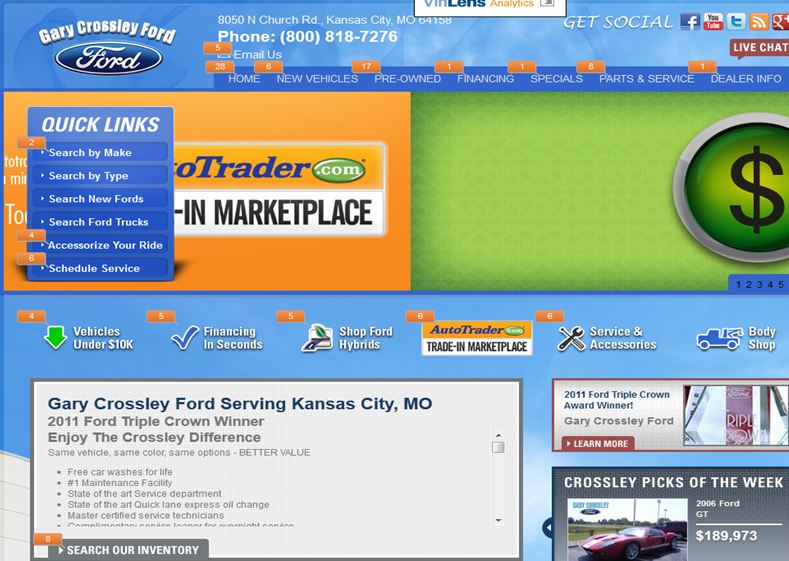 VinLens Analytics
Gary Crossley Ford
Ford
8050 N Church Rd., Kansas City, MO 64158
Phone: (800) 818-7276
5
Email Us
GET SOCIAL
You Tube
LIVE CHAT
28 6 17 1 1 8 1
HOME NEW VEHICLES PRE-OWNED FINANCING SPECIALS PARTS & SERVICE DEALER INFO
QUICK LINKS
2
Search by Make
Search by Type
Search New Fords
Search Ford Trucks
4
Accessorize Your Ride
6
Schedule Service
oTrader.com
-IN MARKETPLACE
$
1 2 3 4 5
4 5 5 6 6
Vehicles Under $10K
Financing In Seconds
Shop Ford Hybrids
AutoTrader.com
TRADE-IN MARKETPLACE
Service & Accessories
Body Shop
Gary Crossley Ford Serving Kansas City, MO
2011 Ford Triple Crown Winner
Enjoy The Crossley Difference
Same vehicle, same color, same options - BETTER VALUE
Free car washes for life
#1 Maintenance Facility
State of the art Service department
State of the art Quick lane express oil change
Master certified service technicians
Complimentary service loaner for overnight service
8
SEARCH OUR INVENTORY
2011 Ford Triple Crown
Award Winner!
Gary Crossley Ford
LEARN MORE
CROSSLEY PICKS OF THE WEEK
GARY CROSSLEY
2006 Ford
GT
$189,973